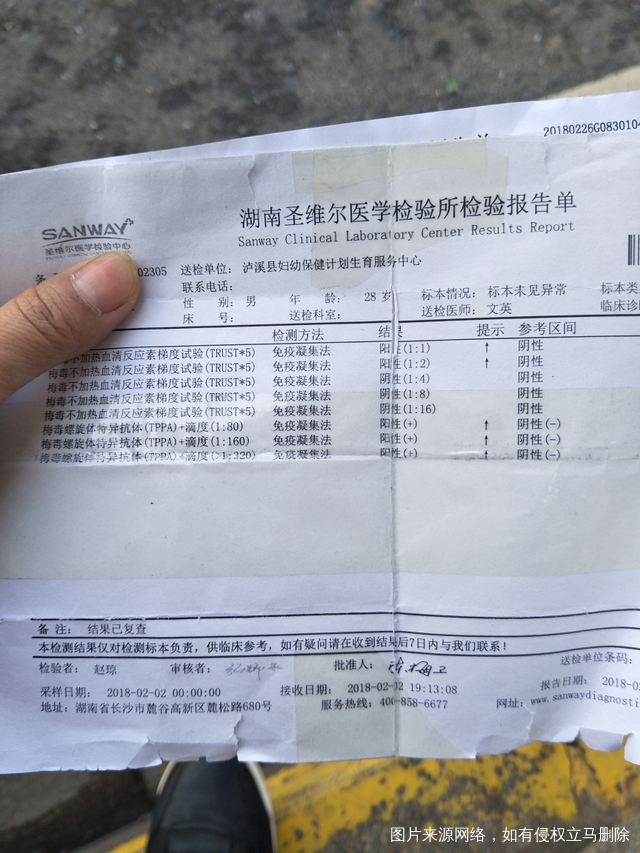 20180226G0830104
SANWAY
圣维尔医学检验中心
湖南圣维尔医学检验所检验报告单
Sanway Clinical Laboratory Center Results Report
02305 送检单位: 泸溪县妇幼保健计划生育服务中心
联系电话:
性 别: 男 年 龄: 28 岁 标本情况: 标本未见异常 标本类
床 号: 送检科室: 送检医师: 文英 临床诊
检测方法 结果 提示 参考区间
梅毒不加热血清反应素梯度试验(TRUST*5) 免疫凝集法 阳性(1:1) ↑ 阴性
梅毒不加热血清反应素梯度试验(TRUST*5) 免疫凝集法 阳性(1:2) ↑ 阴性
梅毒不加热血清反应素梯度试验(TRUST*5) 免疫凝集法 阴性(1:4) 阴性
梅毒不加热血清反应素梯度试验(TRUST*5) 免疫凝集法 阴性(1:8) 阴性
梅毒不加热血清反应素梯度试验(TRUST*5) 免疫凝集法 阴性(1:16) 阴性
梅毒螺旋体特异抗体(TPPA)+滴度(1:80) 免疫凝集法 阳性(+) ↑ 阴性(-)
梅毒螺旋体特异抗体(TPPA)+滴度(1:160) 免疫凝集法 阳性(+) ↑ 阴性(-)
梅毒螺旋体特异抗体(TPPA)+滴度(>1:320) 免疫凝集法 阳性(+) ↑ 阴性(-)
备 注: 结果已复查
本检测结果仅对检测标本负责，供临床参考，如有疑问请在收到结果后7日内与我们联系！
检验者: 赵琼 审核者: 批准人: 送检单位条码:
采样日期: 2018-02-02 00:00:00 接收日期: 2018-02-02 19:13:08 报告日期: 2018-02-0
地址: 湖南省长沙市麓谷高新区麓松路680号 服务热线: 400-858-6677 网址: www.sanwaydiagnosti
图片来源网络，如有侵权立马删除